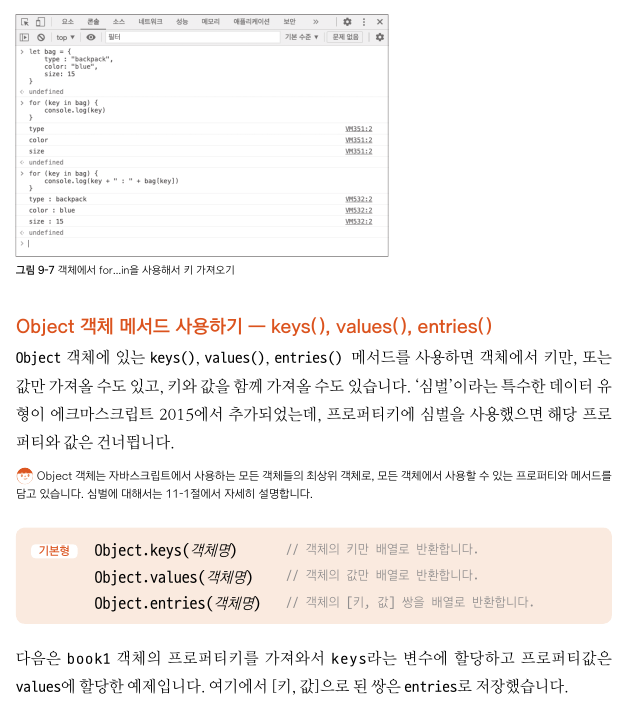 요소 콘솔 소스 네트워크 성능 메모리 애플리케이션 보안 »
top ▼ 필터 기본 수준 ▼ 문제 없음
> let bag = {
type : "backpack",
color: "blue",
size: 15
}
< undefined
> for (key in bag) {
console.log(key)
}
type VM351:2
color VM351:2
size VM351:2
< undefined
> for (key in bag) {
console.log(key + " : " + bag[key])
}
type : backpack VM532:2
color : blue VM532:2
size : 15 VM532:2
< undefined
>
그림 9-7 객체에서 for...in을 사용해서 키 가져오기
Object 객체 메서드 사용하기 — keys(), values(), entries()
Object 객체에 있는 keys(), values(), entries() 메서드를 사용하면 객체에서 키만, 또는
값만 가져올 수도 있고, 키와 값을 함께 가져올 수도 있습니다. ‘심벌’이라는 특수한 데이터 유
형이 에크마스크립트 2015에서 추가되었는데, 프로퍼티키에 심벌을 사용했으면 해당 프로
퍼티와 값은 건너뜁니다.
Object 객체는 자바스크립트에서 사용하는 모든 객체들의 최상위 객체로, 모든 객체에서 사용할 수 있는 프로퍼티와 메서드를
담고 있습니다. 심벌에 대해서는 11-1절에서 자세히 설명합니다.
기본형 Object.keys(객체명) // 객체의 키만 배열로 반환합니다.
Object.values(객체명) // 객체의 값만 배열로 반환합니다.
Object.entries(객체명) // 객체의 [키, 값] 쌍을 배열로 반환합니다.
다음은 book1 객체의 프로퍼티키를 가져와서 keys라는 변수에 할당하고 프로퍼티값은
values에 할당한 예제입니다. 여기에서 [키, 값]으로 된 쌍은 entries로 저장했습니다.